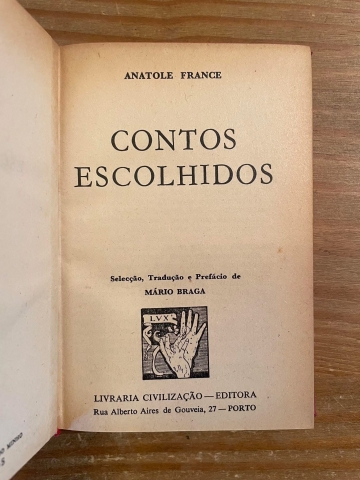 ANATOLE FRANCE
CONTOS
ESCOLHIDOS
Selecção, Tradução e Prefácio de
MÁRIO BRAGA
LVX
LIVRARIA CIVILIZAÇÃO — EDITORA
Rua Alberto Aires de Gouveia, 27 — PORTO
MINHO